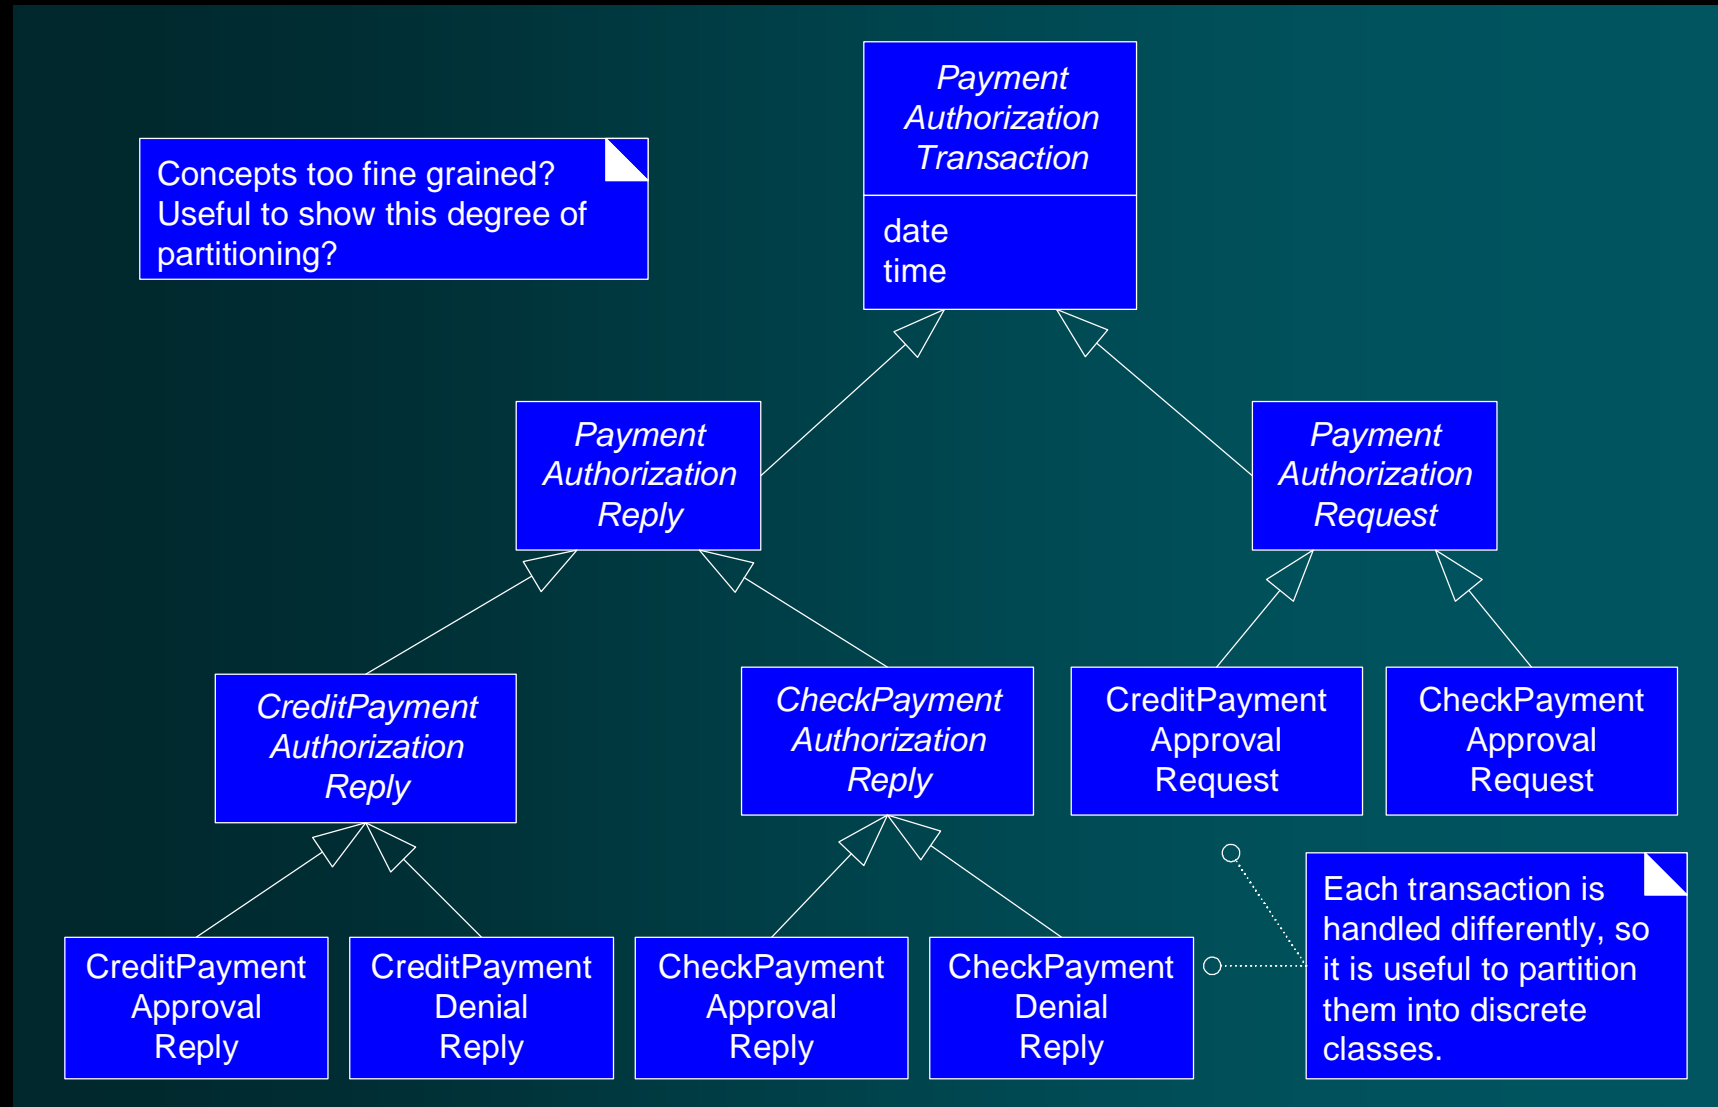 Payment
Authorization
Transaction
date
time
Concepts too fine grained?
Useful to show this degree of
partitioning?
Payment
Authorization
Reply
Payment
Authorization
Request
CreditPayment
Authorization
Reply
CheckPayment
Authorization
Reply
CreditPayment
Approval
Request
CheckPayment
Approval
Request
CreditPayment
Approval
Reply
CreditPayment
Denial
Reply
CheckPayment
Approval
Reply
CheckPayment
Denial
Reply
Each transaction is
handled differently, so
it is useful to partition
them into discrete
classes.